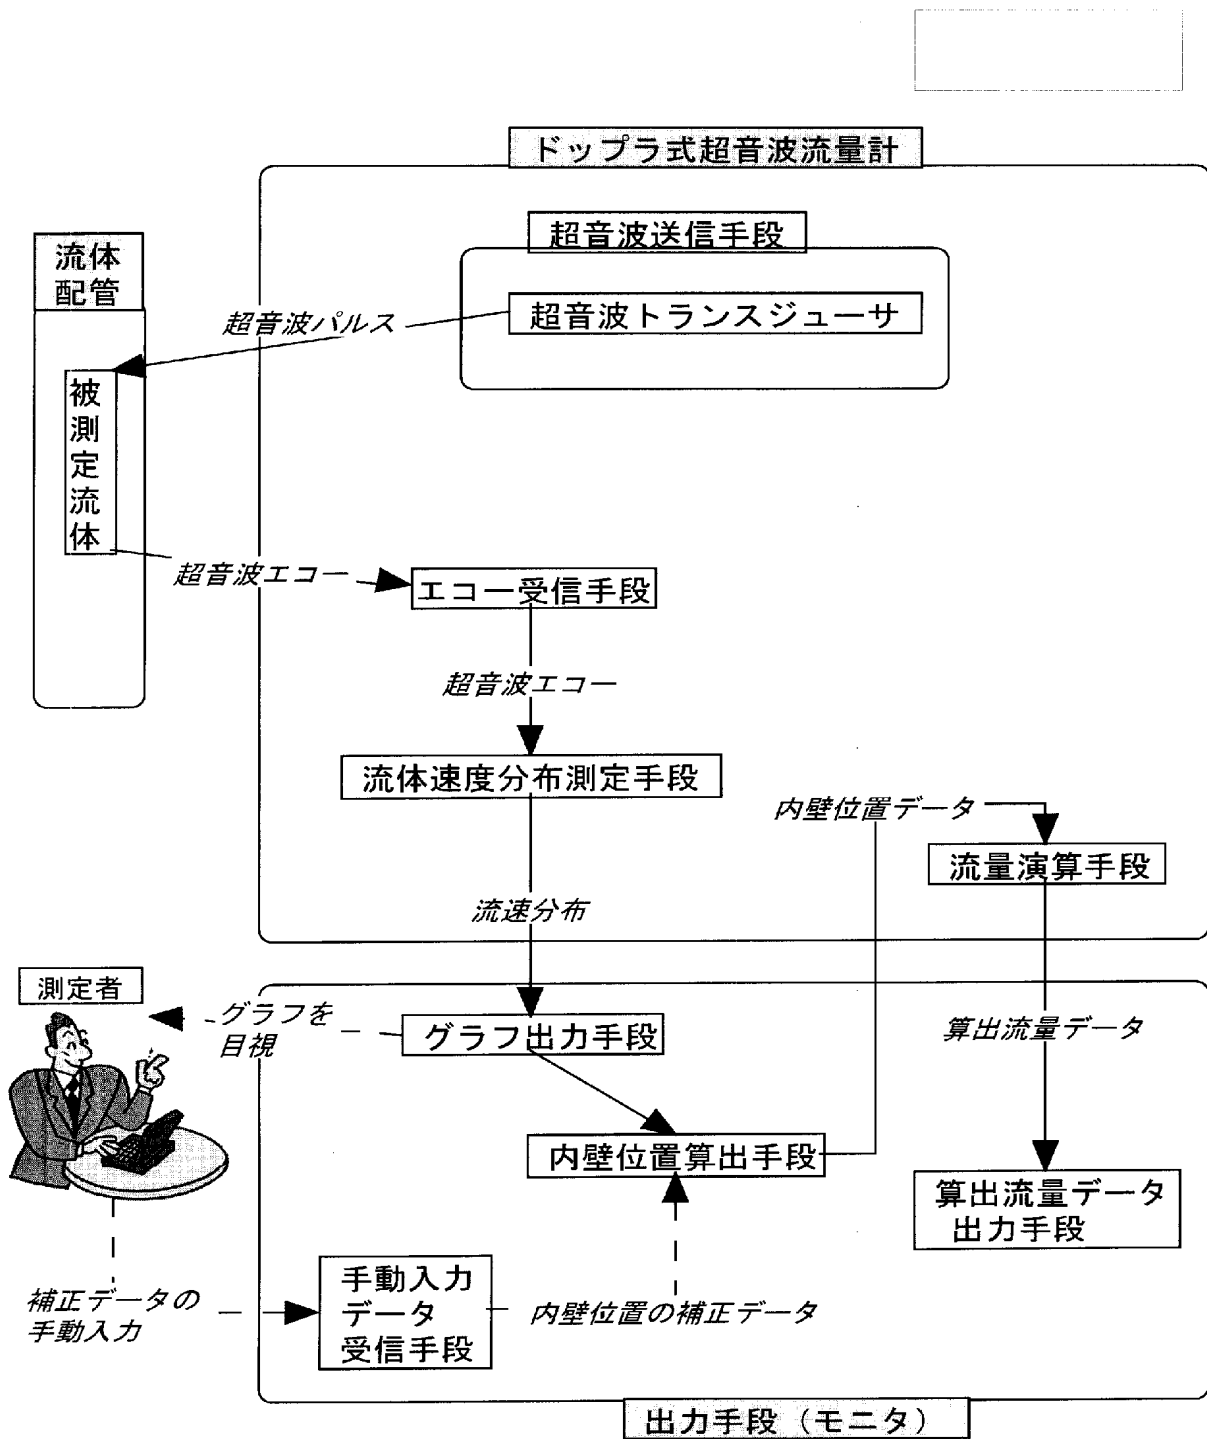 ドップラ式超音波流量計
超音波送信手段
流体
配管
超音波トランスジューサ
超音波パルス
被測定流体
超音波エコー
エコー受信手段
超音波エコー
流体速度分布測定手段
内壁位置データ
流量演算手段
流速分布
測定者
グラフを
目視
グラフ出力手段
算出流量データ
内壁位置算出手段
算出流量データ
出力手段
手動入力
データ
受信手段
補正データの
手動入力
内壁位置の補正データ
出力手段（モニタ）